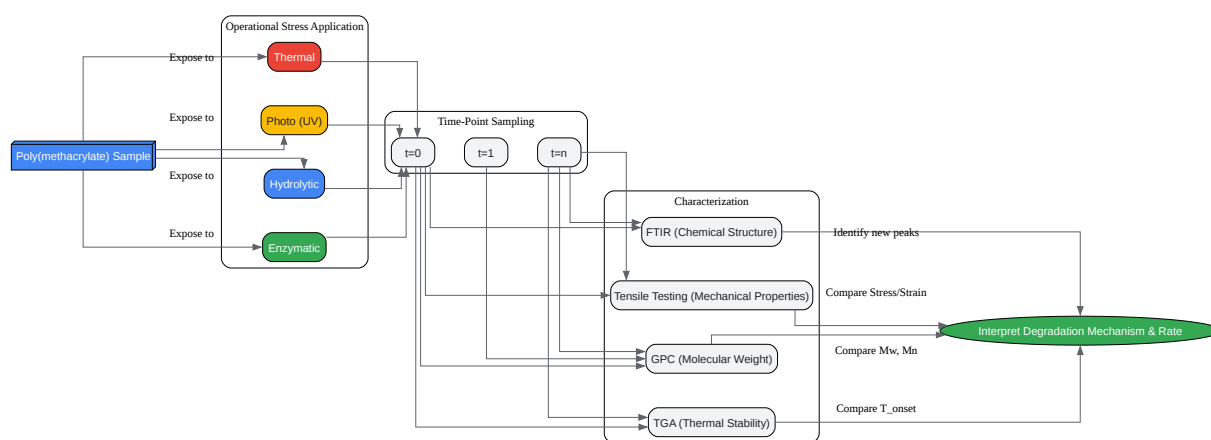 Operational Stress Application
Expose to
Thermal
Expose to
Photo (UV)
Time-Point Sampling
Poly(methacrylate) Sample
t=0
t=1
t=n
Expose to
Hydrolytic
Characterization
Expose to
Enzymatic
FTIR (Chemical Structure)
Identify new peaks
Tensile Testing (Mechanical Properties)
Compare Stress/Strain
Interpret Degradation Mechanism & Rate
GPC (Molecular Weight)
Compare Mw, Mn
TGA (Thermal Stability)
Compare T_onset